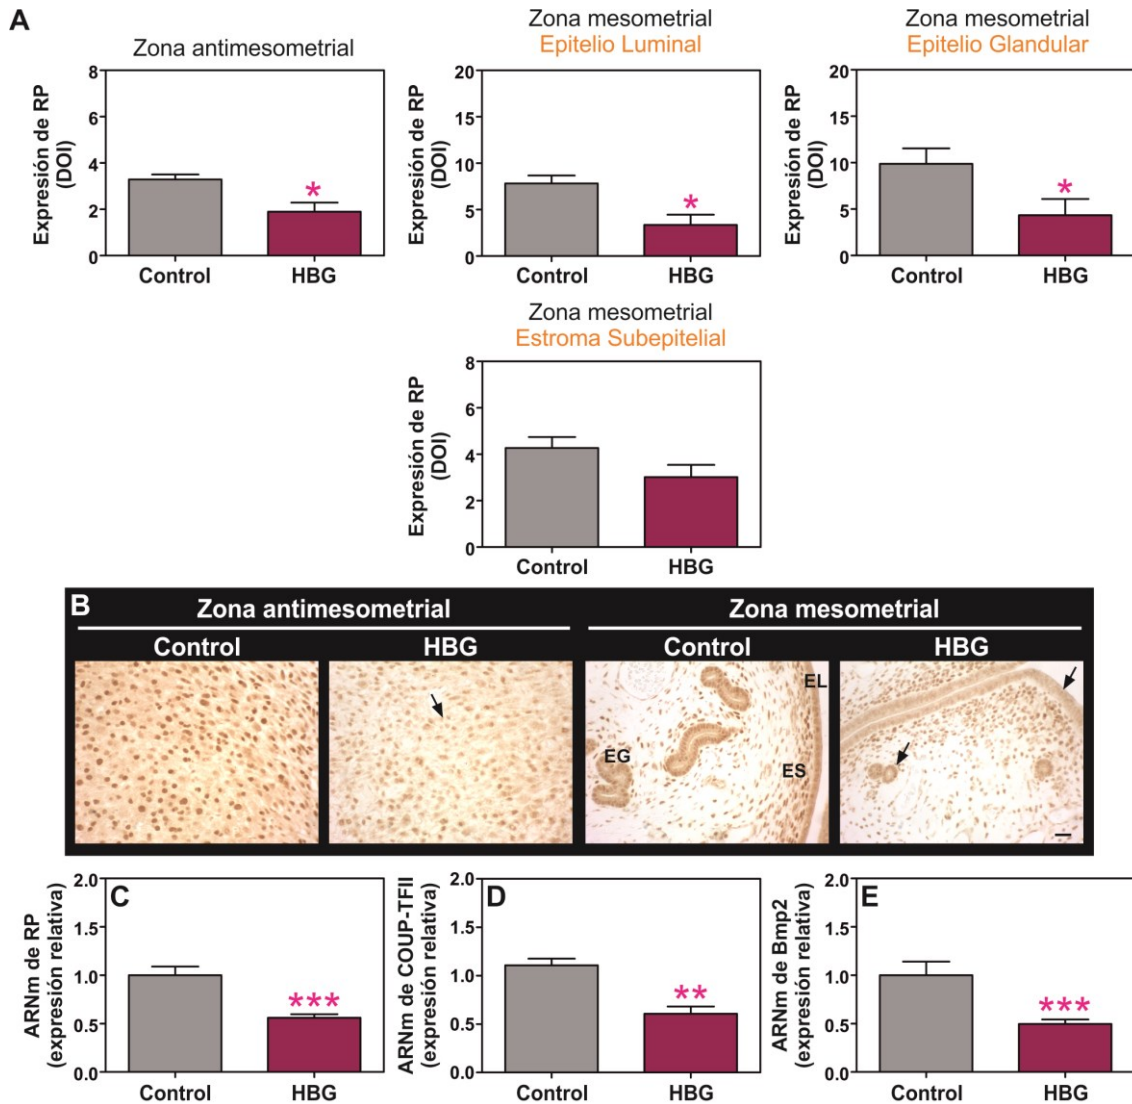 A
Zona antimesometrial
Expresión de RP
(DOI)
8
6
4
2
0
Control
HBG
*
Zona mesometrial
Epitelio Luminal
Expresión de RP
(DOI)
20
15
10
5
0
Control
HBG
*
Zona mesometrial
Epitelio Glandular
Expresión de RP
(DOI)
20
15
10
5
0
Control
HBG
*
Zona mesometrial
Estroma Subepitelial
Expresión de RP
(DOI)
8
6
4
2
0
Control
HBG
B
Zona antimesometrial
Zona mesometrial
Control
HBG
Control
HBG
EL
EG
ES
C
ARNm de RP
(expresión relativa)
2.0
1.5
1.0
0.5
0.0
Control
HBG
***
D
ARNm de COUP-TFII
(expresión relativa)
2.0
1.5
1.0
0.5
0.0
Control
HBG
**
E
ARNm de Bmp2
(expresión relativa)
2.0
1.5
1.0
0.5
0.0
Control
HBG
***